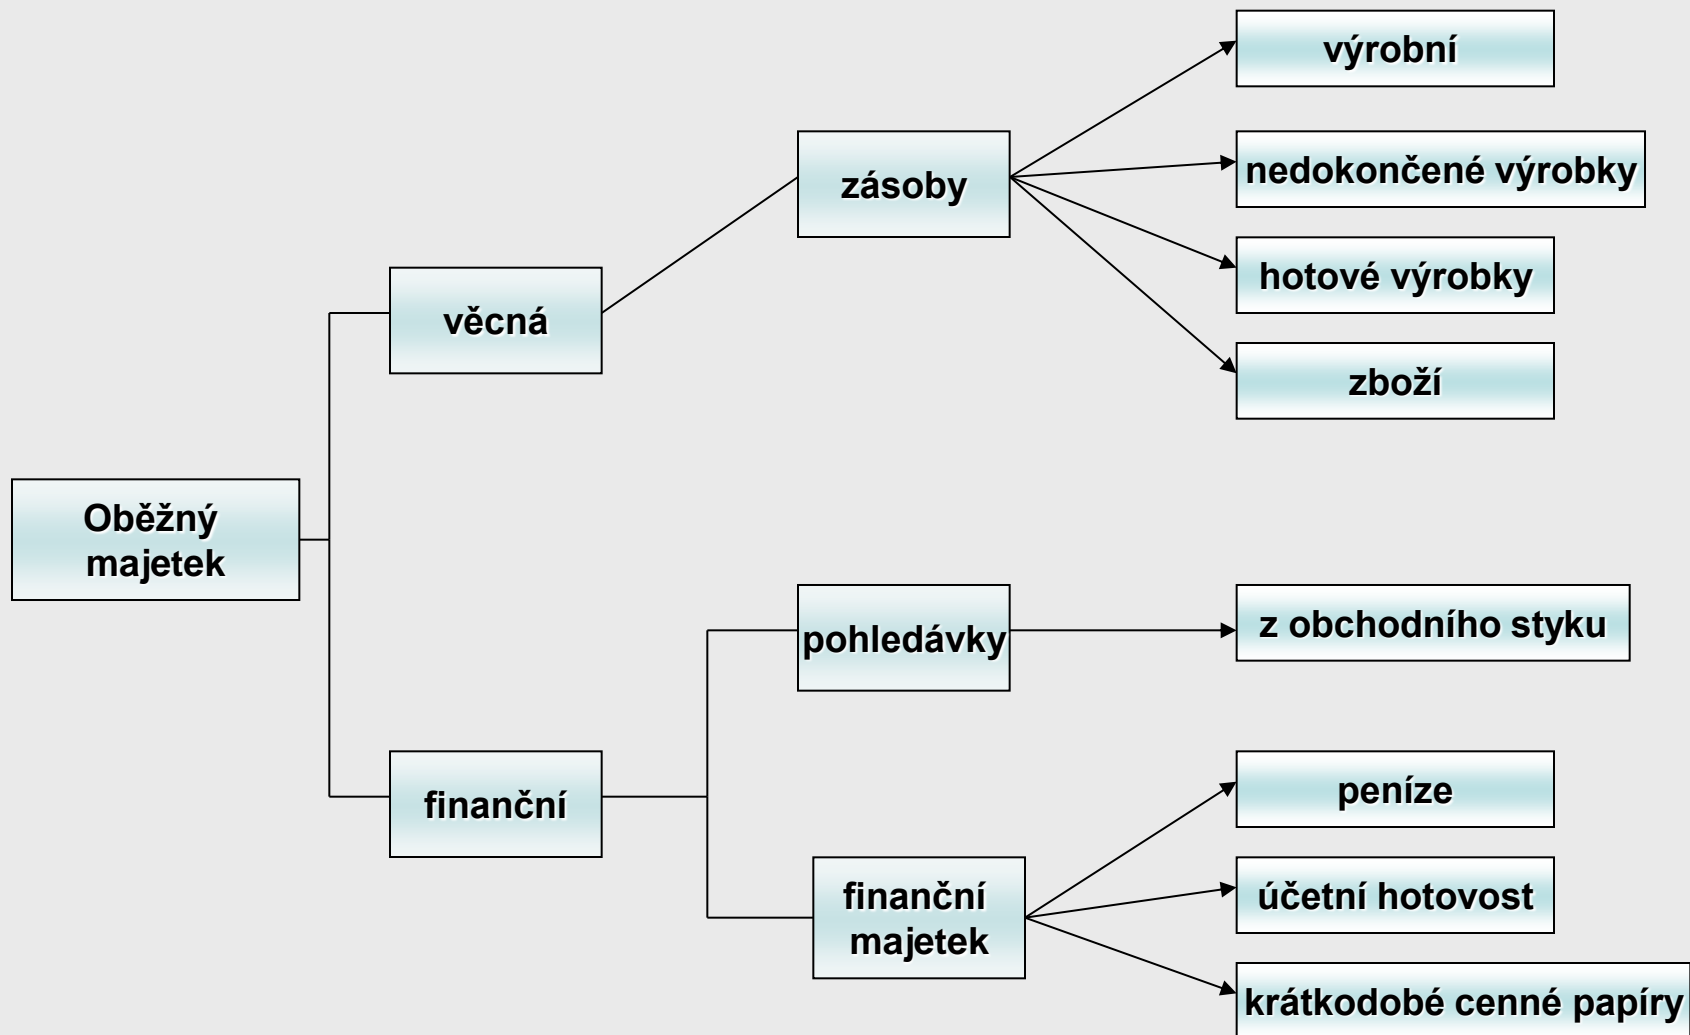 výrobní
zásoby
nedokončené výrobky
hotové výrobky
věcná
zboží
Oběžný
majetek
pohledávky
z obchodního styku
finanční
peníze
finanční
majetek
účetní hotovost
krátkodobé cenné papíry